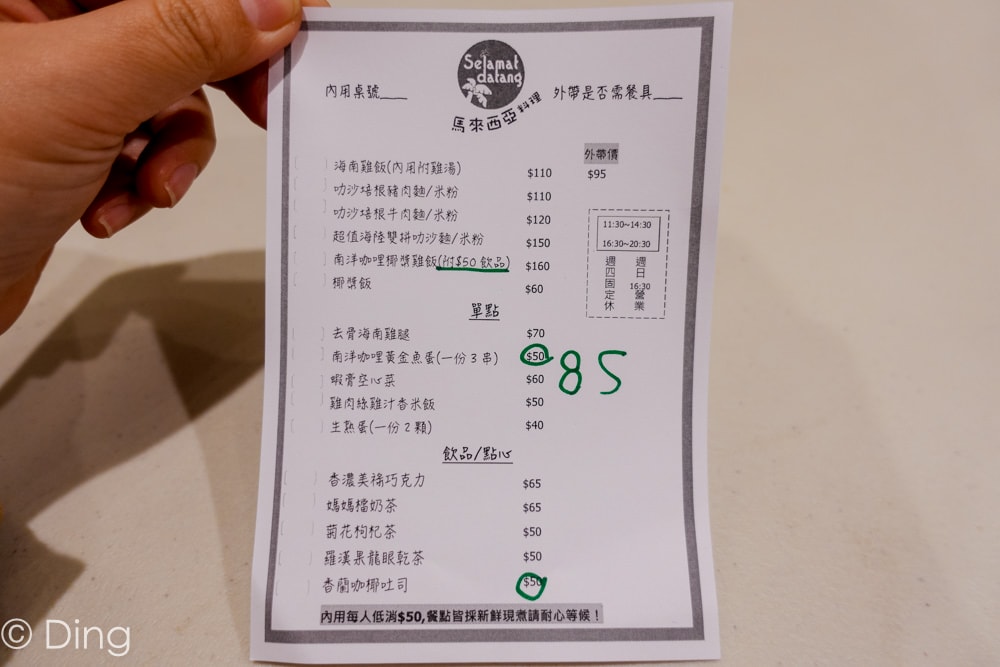 Selamat
datang
馬來西亞料理
內用桌號____ 外帶是否需餐具____
外帶價
海南雞飯(內用附雞湯) $110 $95
叻沙培根豬肉麵/米粉 $110
叻沙培根牛肉麵/米粉 $120
超值海陸雙拼叻沙麵/米粉 $150
南洋咖哩椰漿雞飯(附$50飲品) $160
椰漿飯 $60
11:30~14:30
16:30~20:30
週四固定休
週日16:30營業
單點
去骨海南雞腿 $70
南洋咖哩黃金魚蛋(一份3串) $50 85
蝦膏空心菜 $60
雞肉絲雞汁香米飯 $50
生熟蛋(一份2顆) $40
飲品/點心
香濃美祿巧克力 $65
媽媽檔奶茶 $65
菊花枸杞茶 $50
羅漢果龍眼乾茶 $50
香蘭咖椰吐司 $50
內用每人低消$50,餐點皆採新鮮現煮請耐心等候！
© Ding